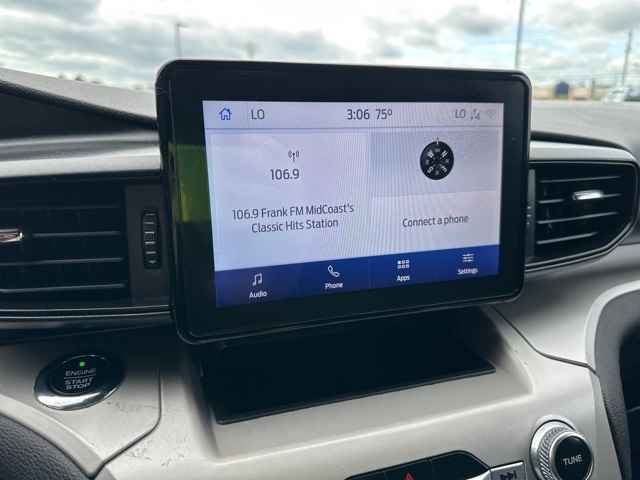 LO 3:06 75° LO
106.9
106.9 Frank FM MidCoast's
Classic Hits Station
Connect a phone
Audio Phone Apps Settings
ENGINE
START
STOP
TUNE